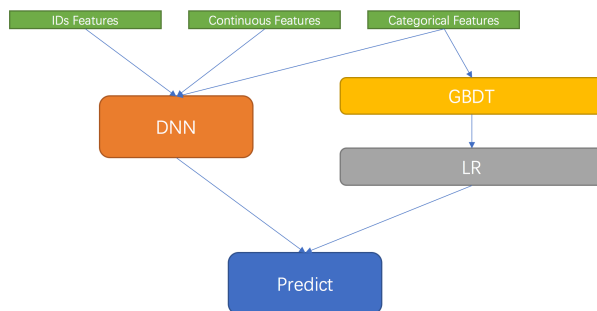 IDs Features
Continuous Features
Categorical Features
GBDT
DNN
LR
Predict